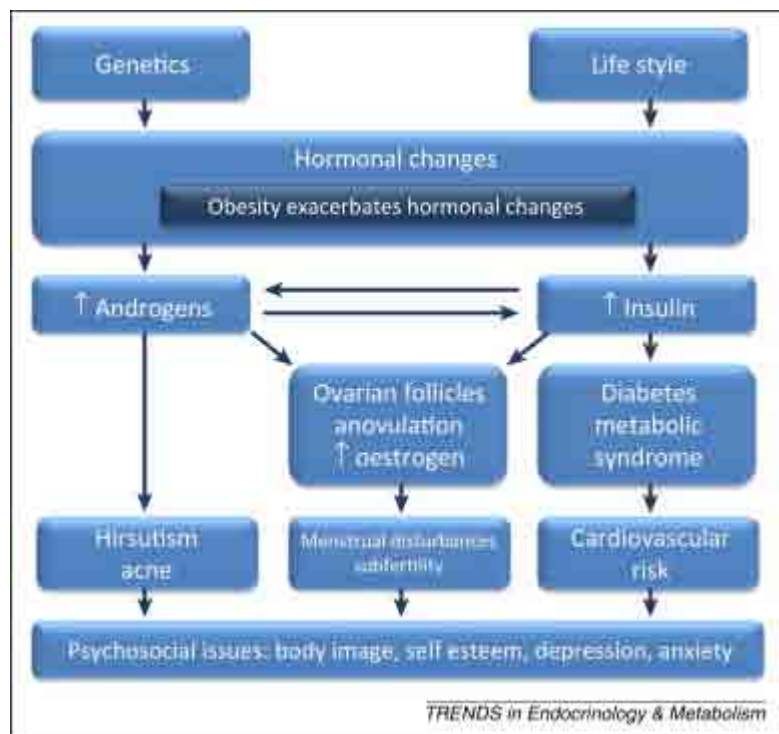 Genetics
Life style
Hormonal changes
Obesity exacerbates hormonal changes
↑ Androgens
↑ Insulin
Ovarian follicles
anovulation
↑ oestrogen
Diabetes
metabolic
syndrome
Hirsutism
acne
Menstrual disturbances
subfertility
Cardiovascular
risk
Psychosocial issues: body image, self esteem, depression, anxiety
TRENDS in Endocrinology & Metabolism